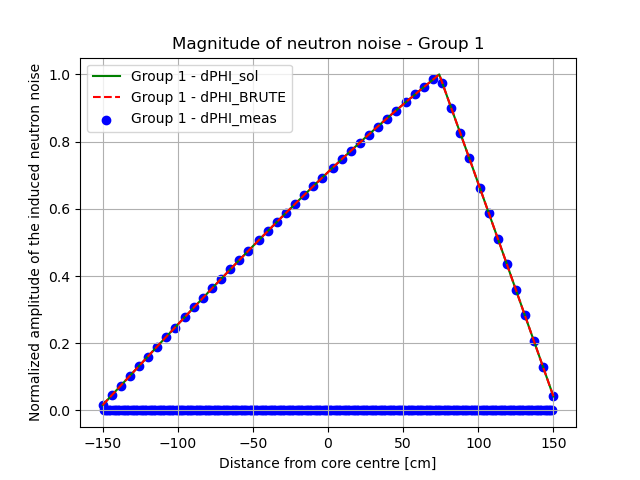 Magnitude of neutron noise - Group 1
Normalized amplitude of the induced neutron noise
1.0
0.8
0.6
0.4
0.2
0.0
Group 1 - dPHI_sol
Group 1 - dPHI_BRUTE
Group 1 - dPHI_meas
−150
−100
−50
0
50
100
150
Distance from core centre [cm]